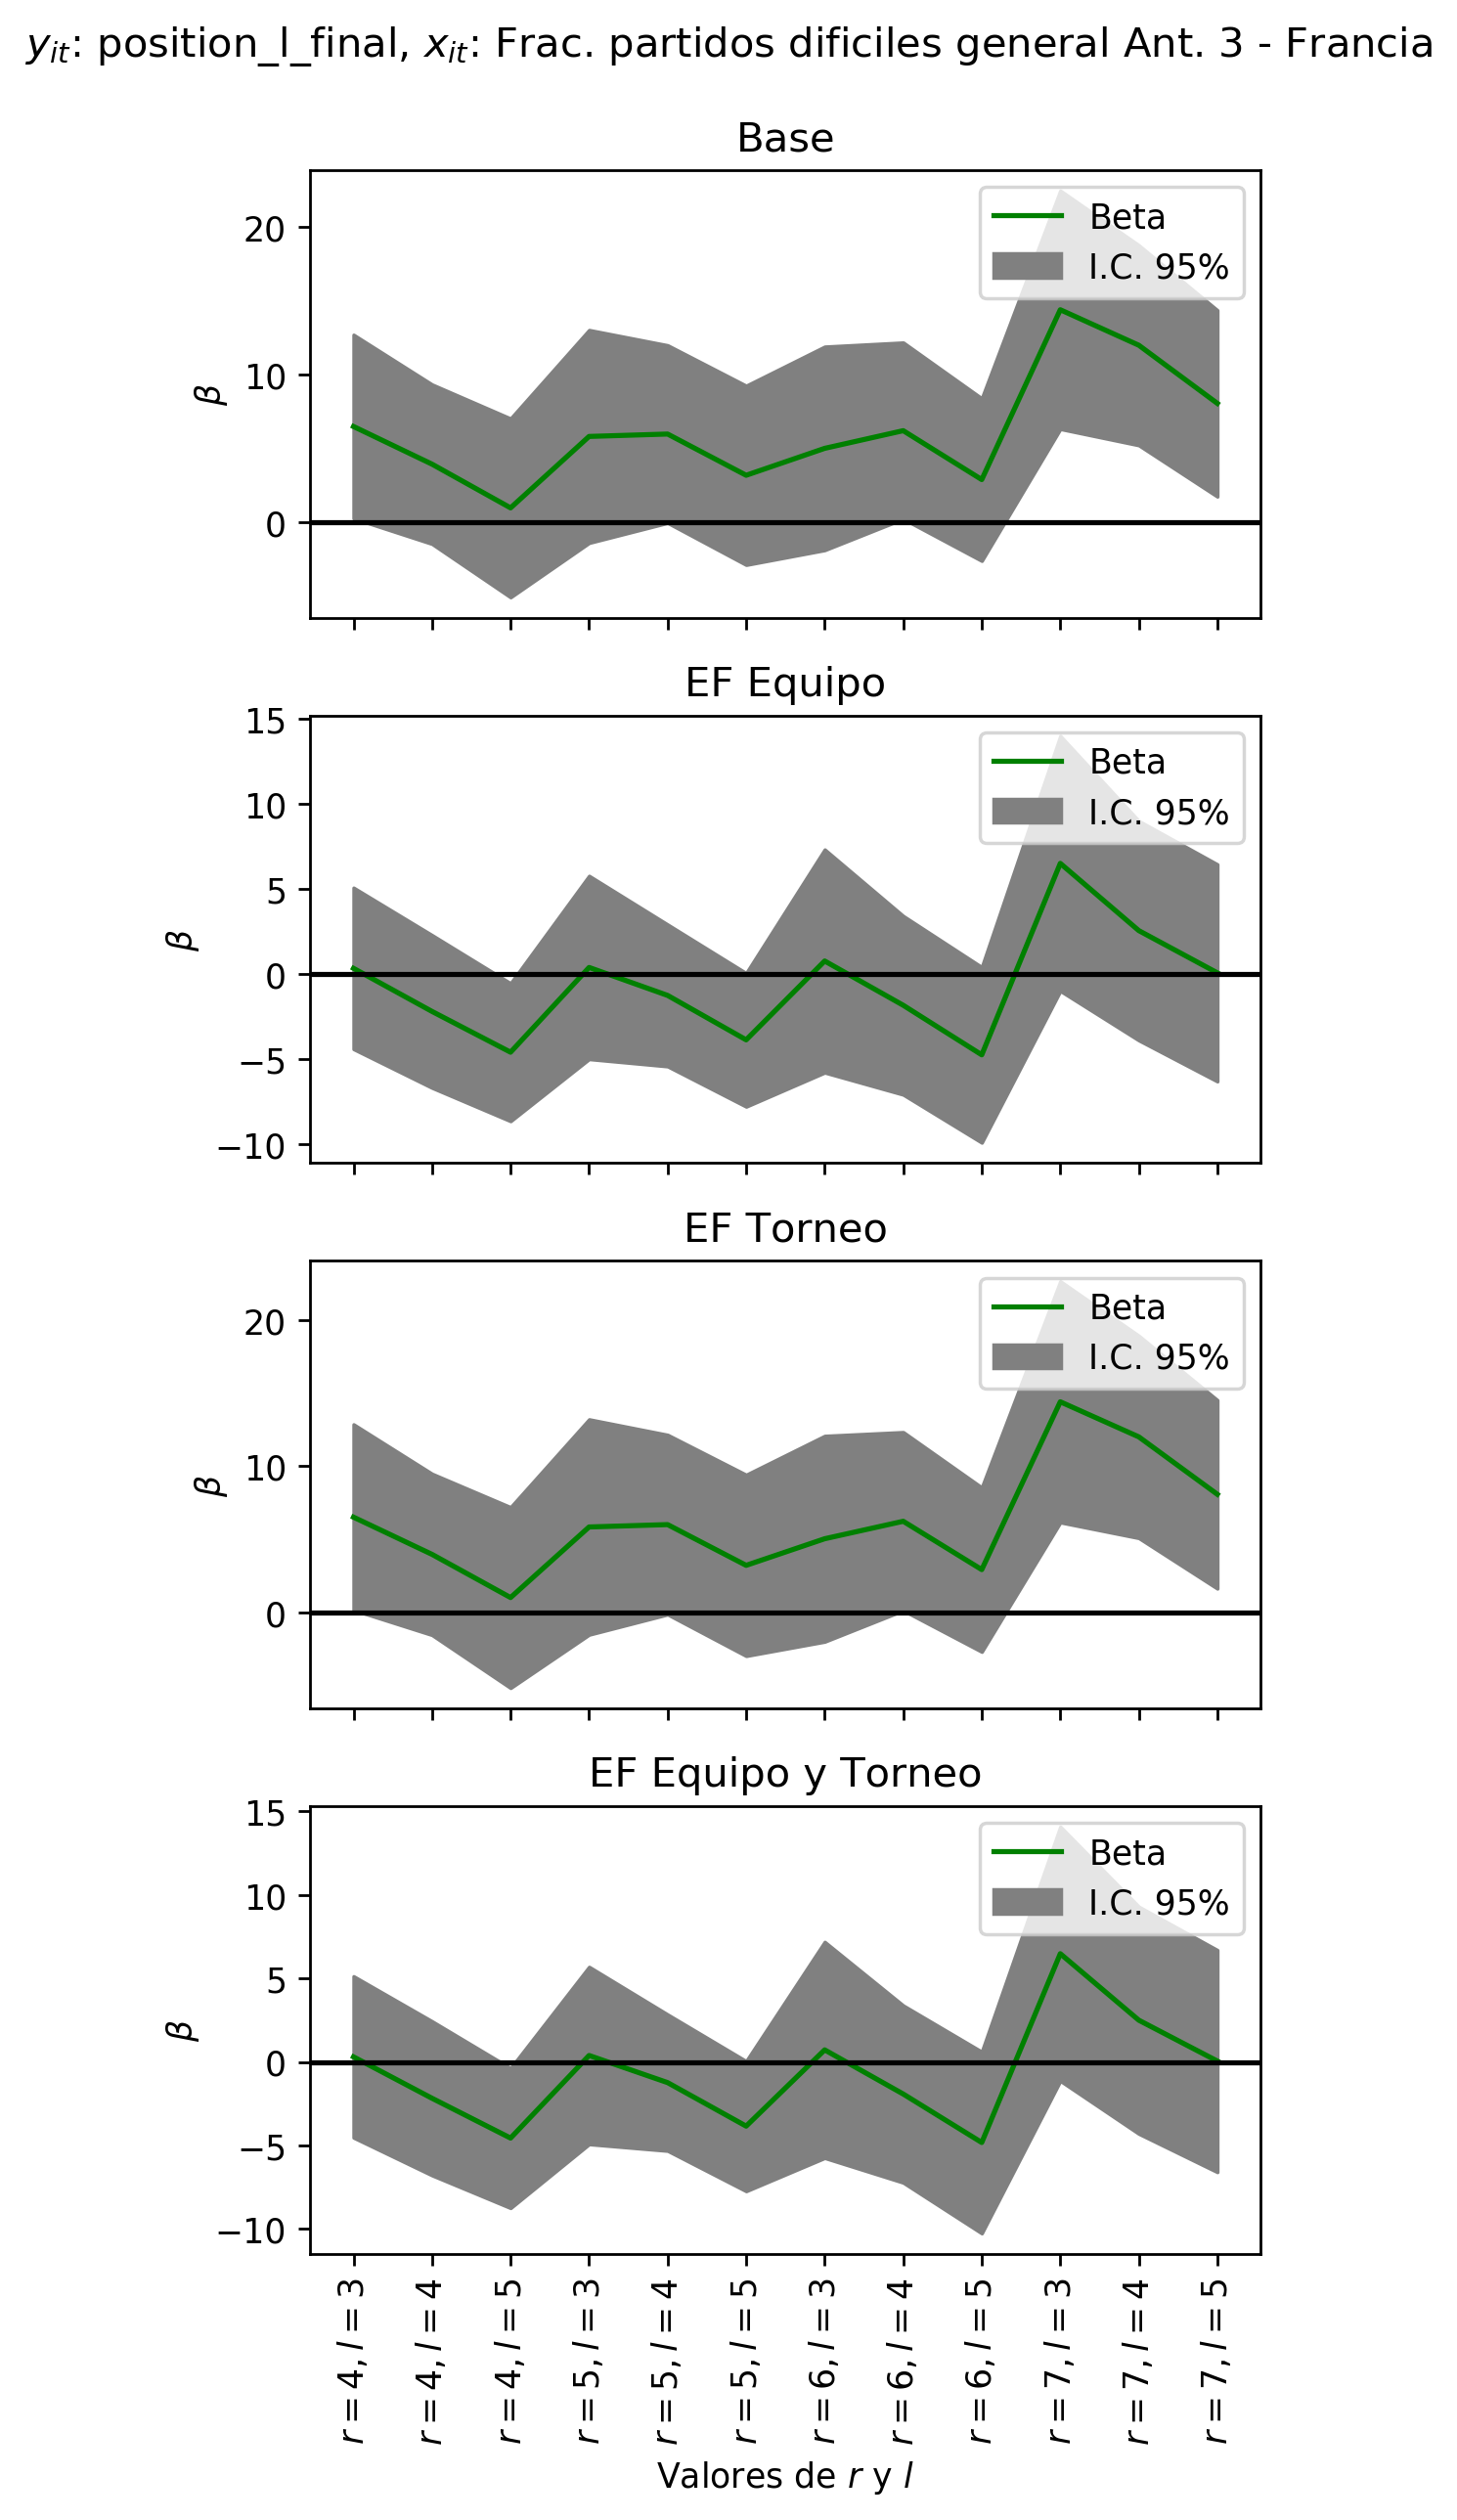 y_it: position_l_final, x_it: Frac. partidos dificiles general Ant. 3 - Francia
Base
Beta
I.C. 95%
20
10
0
β
EF Equipo
Beta
I.C. 95%
15
10
5
0
−5
−10
β
EF Torneo
Beta
I.C. 95%
20
10
0
β
EF Equipo y Torneo
Beta
I.C. 95%
15
10
5
0
−5
−10
β
r = 4, l = 3
r = 4, l = 4
r = 4, l = 5
r = 5, l = 3
r = 5, l = 4
r = 5, l = 5
r = 6, l = 3
r = 6, l = 4
r = 6, l = 5
r = 7, l = 3
r = 7, l = 4
r = 7, l = 5
Valores de r y l